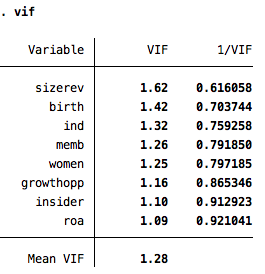 . vif
Variable | VIF 1/VIF
sizerev | 1.62 0.616058
birth | 1.42 0.703744
ind | 1.32 0.759258
memb | 1.26 0.791850
women | 1.25 0.797185
growthopp | 1.16 0.865346
insider | 1.10 0.912923
roa | 1.09 0.921041
Mean VIF | 1.28